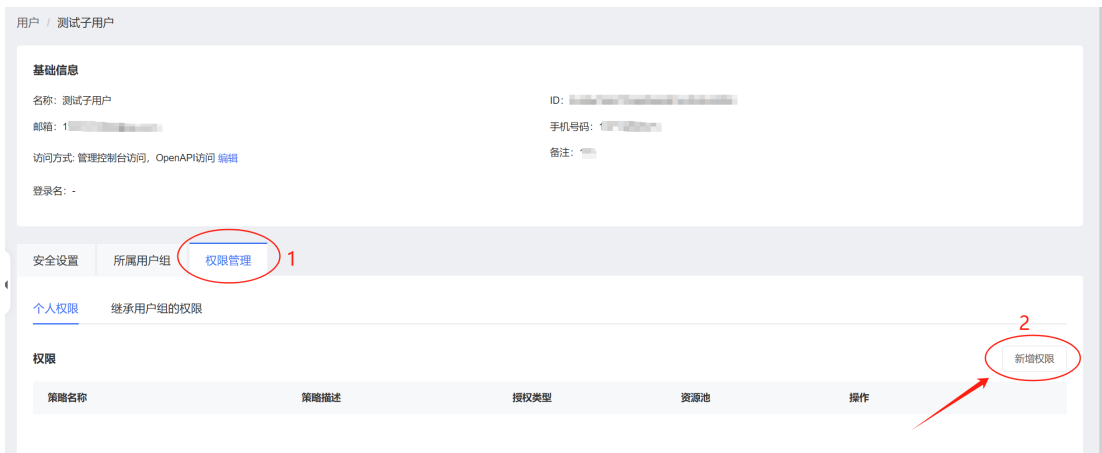 用户 / 测试子用户
基础信息
名称: 测试子用户
ID:
邮箱: 1
手机号码: 1
访问方式: 管理控制台访问, OpenAPI访问 编辑
备注:
登录名: -
安全设置 所属用户组 权限管理 1
个人权限 继承用户组的权限
2
权限 新增权限
策略名称 策略描述 授权类型 资源池 操作